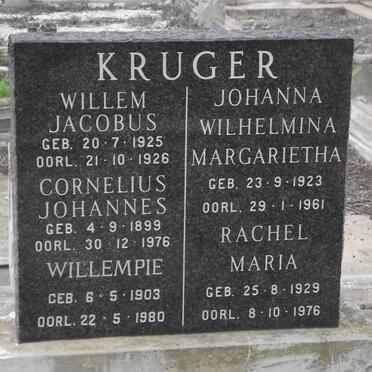 KRUGER
WILLEM
JACOBUS
GEB. 20·7·1925
OORL. 21·10·1926
CORNELIUS
JOHANNES
GEB. 4·9·1899
OORL. 30·12·1976
WILLEMPIE
GEB. 6·5·1903
OORL. 22·5·1980
JOHANNA
WILHELMINA
MARGARIETHA
GEB. 23·9·1923
OORL. 29·1·1961
RACHEL
MARIA
GEB. 25·8·1929
OORL. 8·10·1976